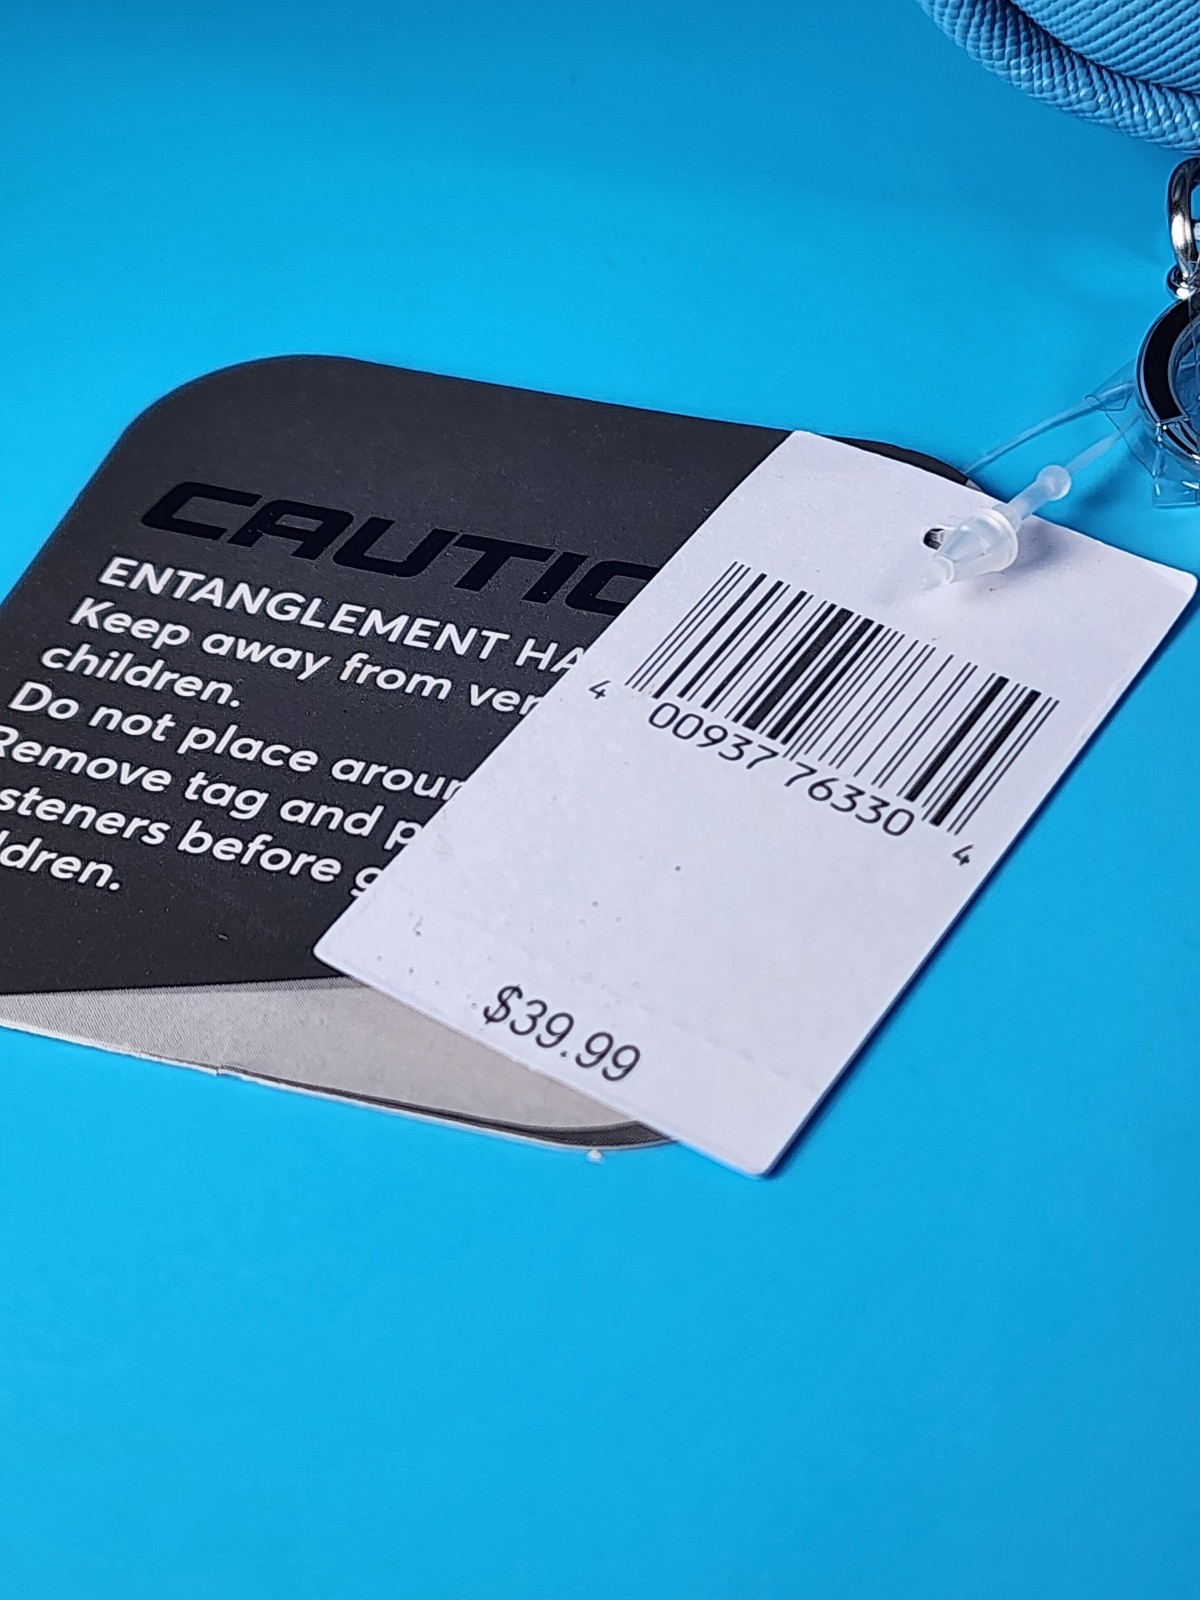 CAUTIO
ENTANGLEMENT HA
Keep away from ver
children.
Do not place arou
Remove tag and p
steners before g
ldren.
4 00937 76330 4
$39.99